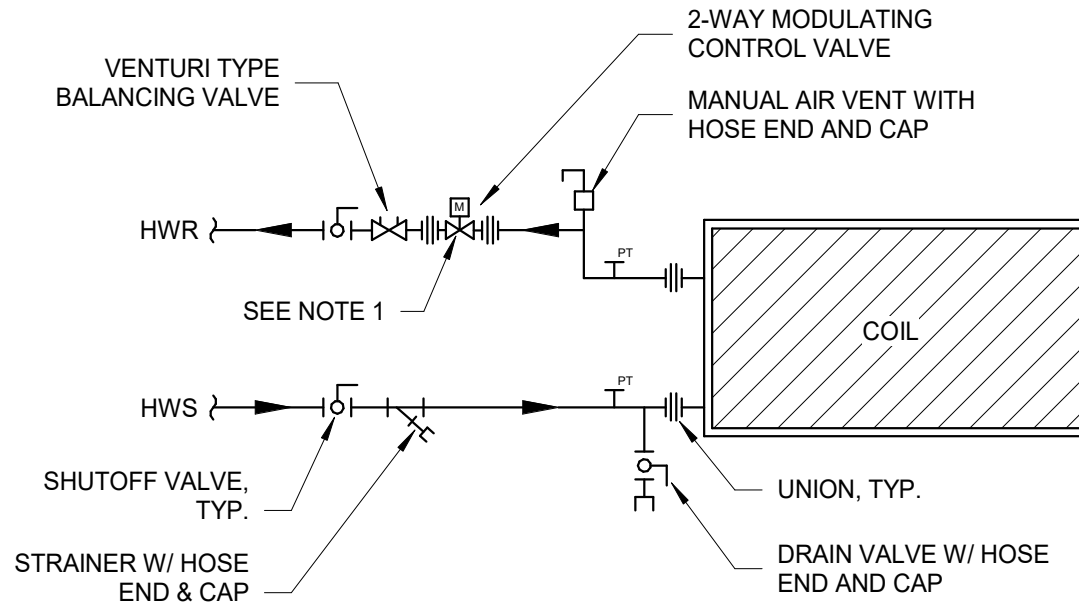 2-WAY MODULATING
CONTROL VALVE
VENTURI TYPE
BALANCING VALVE
MANUAL AIR VENT WITH
HOSE END AND CAP
M
HWR
PT
SEE NOTE 1
COIL
PT
HWS
SHUTOFF VALVE,
TYP.
UNION, TYP.
STRAINER W/ HOSE
END & CAP
DRAIN VALVE W/ HOSE
END AND CAP